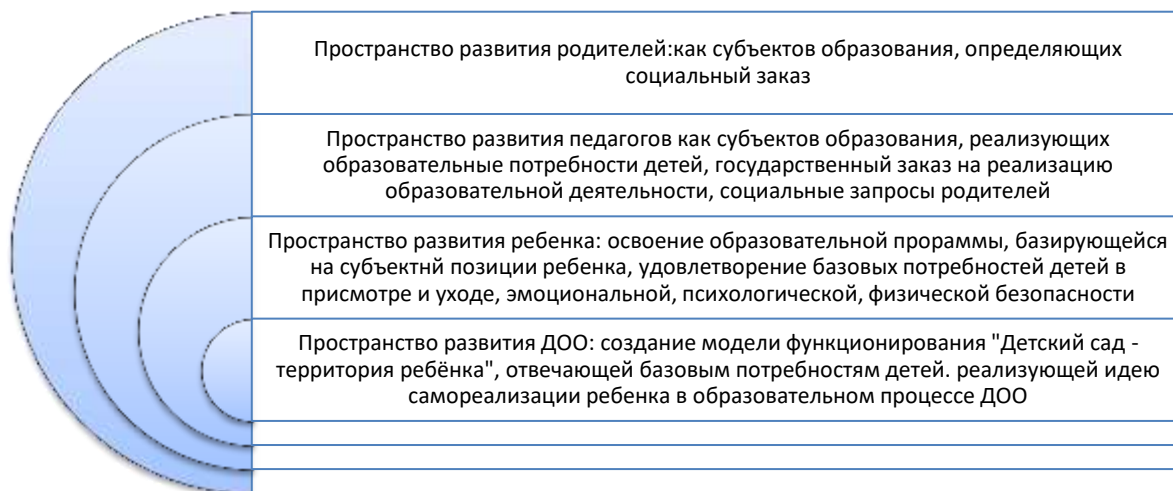 Пространство развития родителей:как субъектов образования, определяющих
социальный заказ
Пространство развития педагогов как субъектов образования, реализующих
образовательные потребности детей, государственный заказ на реализацию
образовательной деятельности, социальные запросы родителей
Пространство развития ребенка: освоение образовательной прораммы, базирующейся
на субъектнй позиции ребенка, удовлетворение базовых потребностей детей в
присмотре и уходе, эмоциональной, психологической, физической безопасности
Пространство развития ДОО: создание модели функционирования "Детский сад -
территория ребёнка", отвечающей базовым потребностям детей. реализующей идею
самореализации ребенка в образовательном процессе ДОО